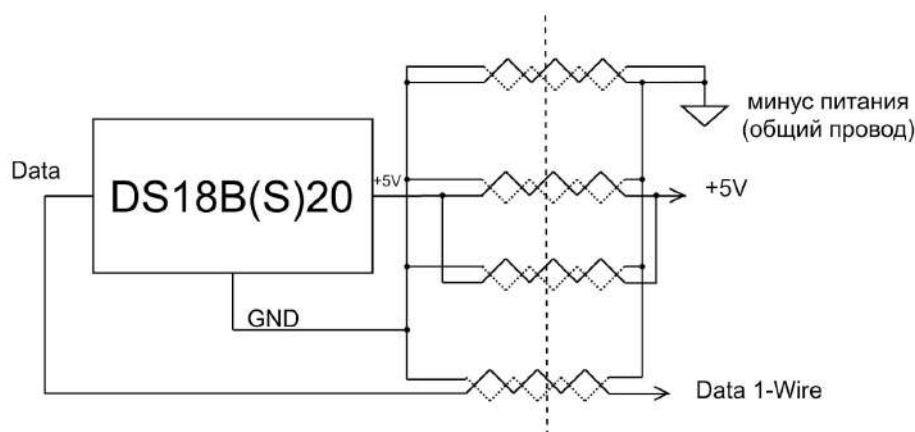 минус питания
(общий провод)
Data
DS18B(S)20
+5V
+5V
GND
Data 1-Wire